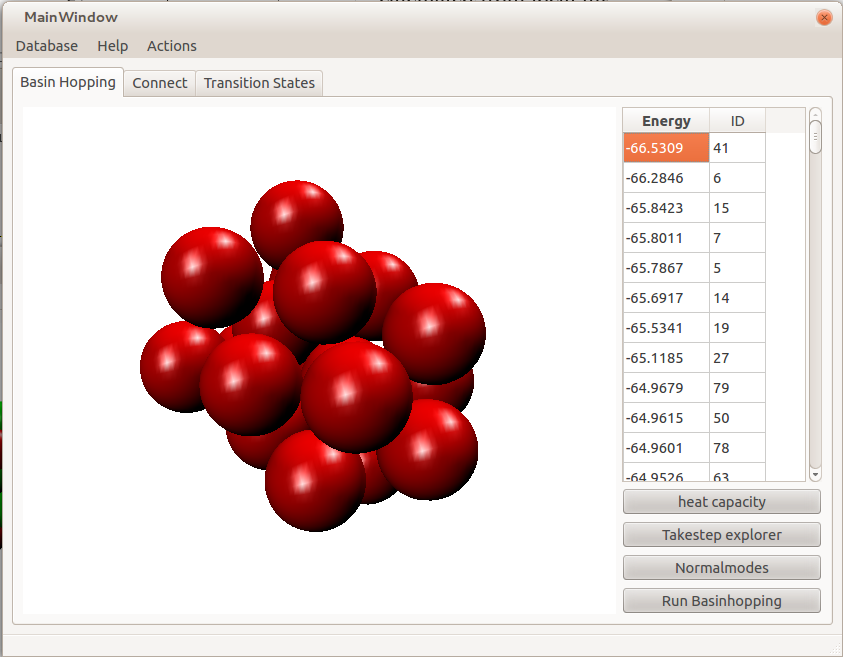 MainWindow
Database Help Actions
Basin Hopping Connect Transition States
Energy ID
-66.5309 41
-66.2846 6
-65.8423 15
-65.8011 7
-65.7867 5
-65.6917 14
-65.5341 19
-65.1185 27
-64.9679 79
-64.9615 50
-64.9601 78
-64.9526 63
heat capacity
Takestep explorer
Normalmodes
Run Basinhopping